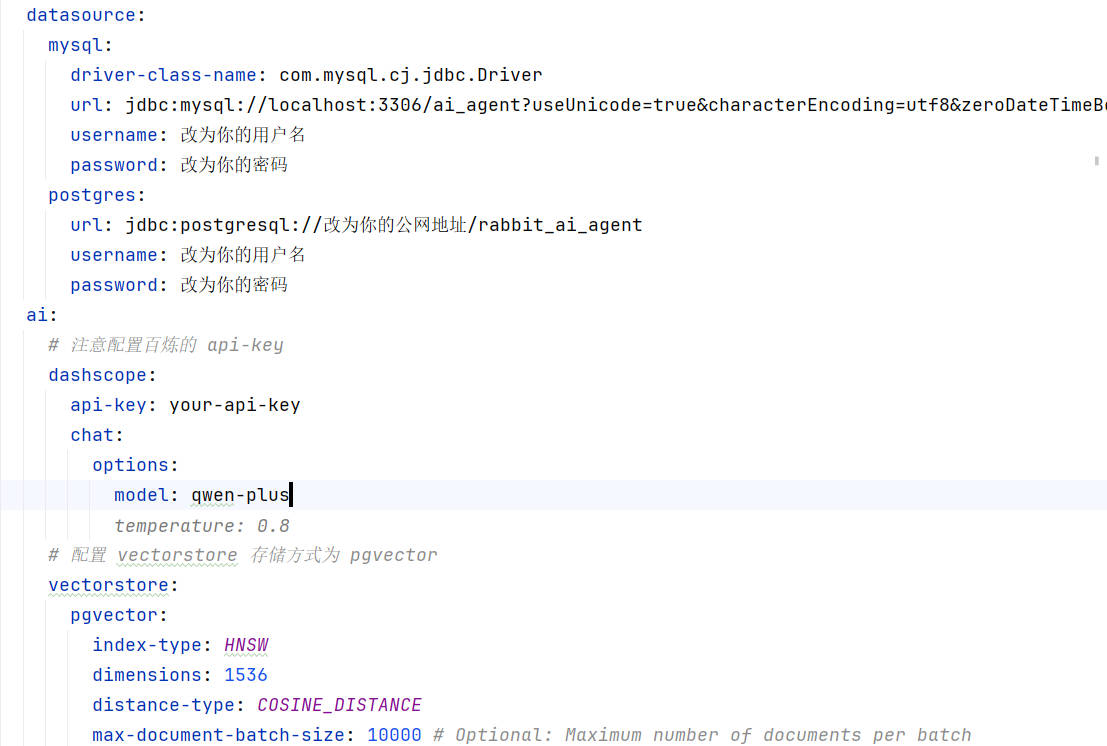 datasource:
  mysql:
    driver-class-name: com.mysql.cj.jdbc.Driver
    url: jdbc:mysql://localhost:3306/ai_agent?useUnicode=true&characterEncoding=utf8&zeroDateTimeB
    username: 改为你的用户名
    password: 改为你的密码
  postgres:
    url: jdbc:postgresql://改为你的公网地址/rabbit_ai_agent
    username: 改为你的用户名
    password: 改为你的密码
ai:
  # 注意配置百炼的 api-key
  dashscope:
    api-key: your-api-key
    chat:
      options:
        model: qwen-plus
        temperature: 0.8
  # 配置 vectorstore 存储方式为 pgvector
  vectorstore:
    pgvector:
      index-type: HNSW
      dimensions: 1536
      distance-type: COSINE_DISTANCE
      max-document-batch-size: 10000 # Optional: Maximum number of documents per batch